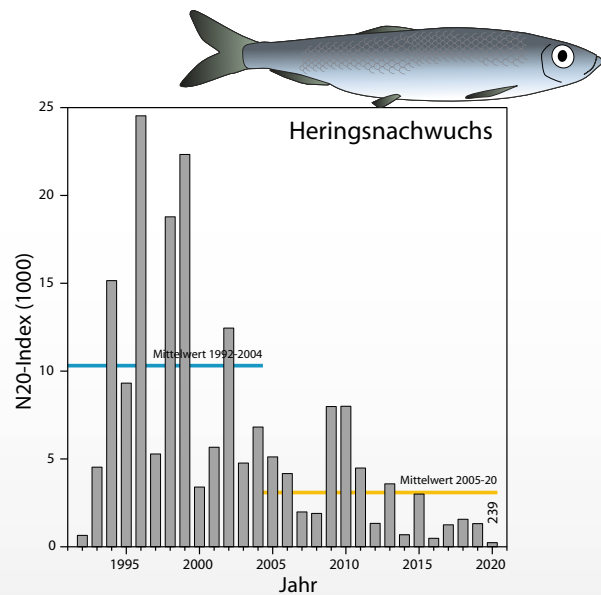 Heringsnachwuchs
N20-Index (1000)
25
20
15
10
5
0
Mittelwert 1992-2004
Mittelwert 2005-20
239
1995 2000 2005 2010 2015 2020
Jahr